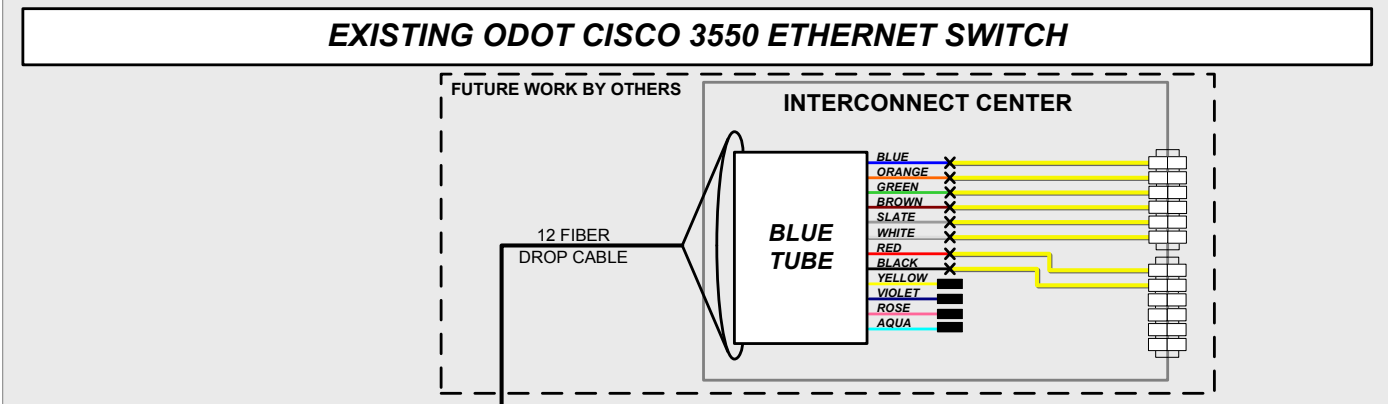 EXISTING ODOT CISCO 3550 ETHERNET SWITCH
FUTURE WORK BY OTHERS
INTERCONNECT CENTER
BLUE
ORANGE
GREEN
BROWN
SLATE
WHITE
RED
BLACK
YELLOW
VIOLET
ROSE
AQUA
BLUE
TUBE
12 FIBER
DROP CABLE